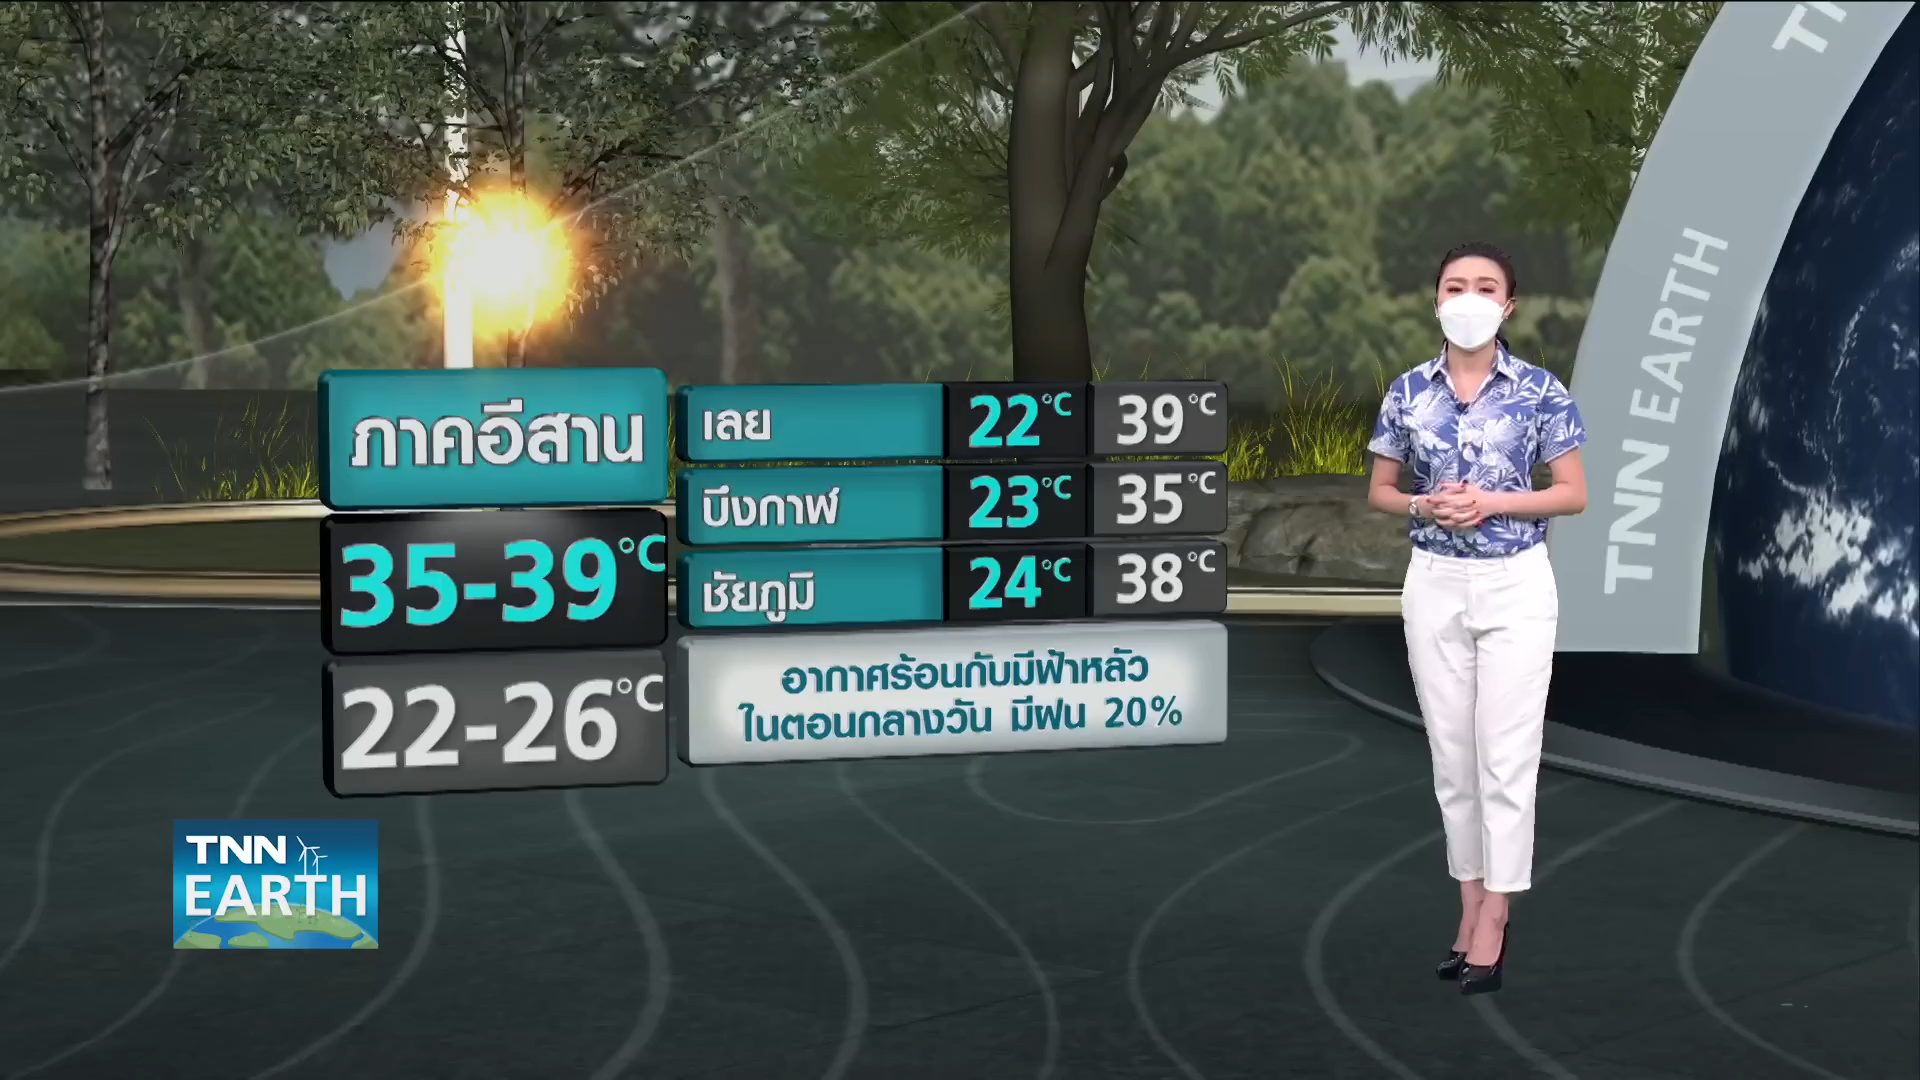 ภาคอีสาน
35-39°C
22-26°C
เลย 22°C 39°C
บึงกาฬ 23°C 35°C
ชัยภูมิ 24°C 38°C
อากาศร้อนกับมีฟ้าหลัว
ในตอนกลางวัน มีฝน 20%
TNN
EARTH
TNN EARTH